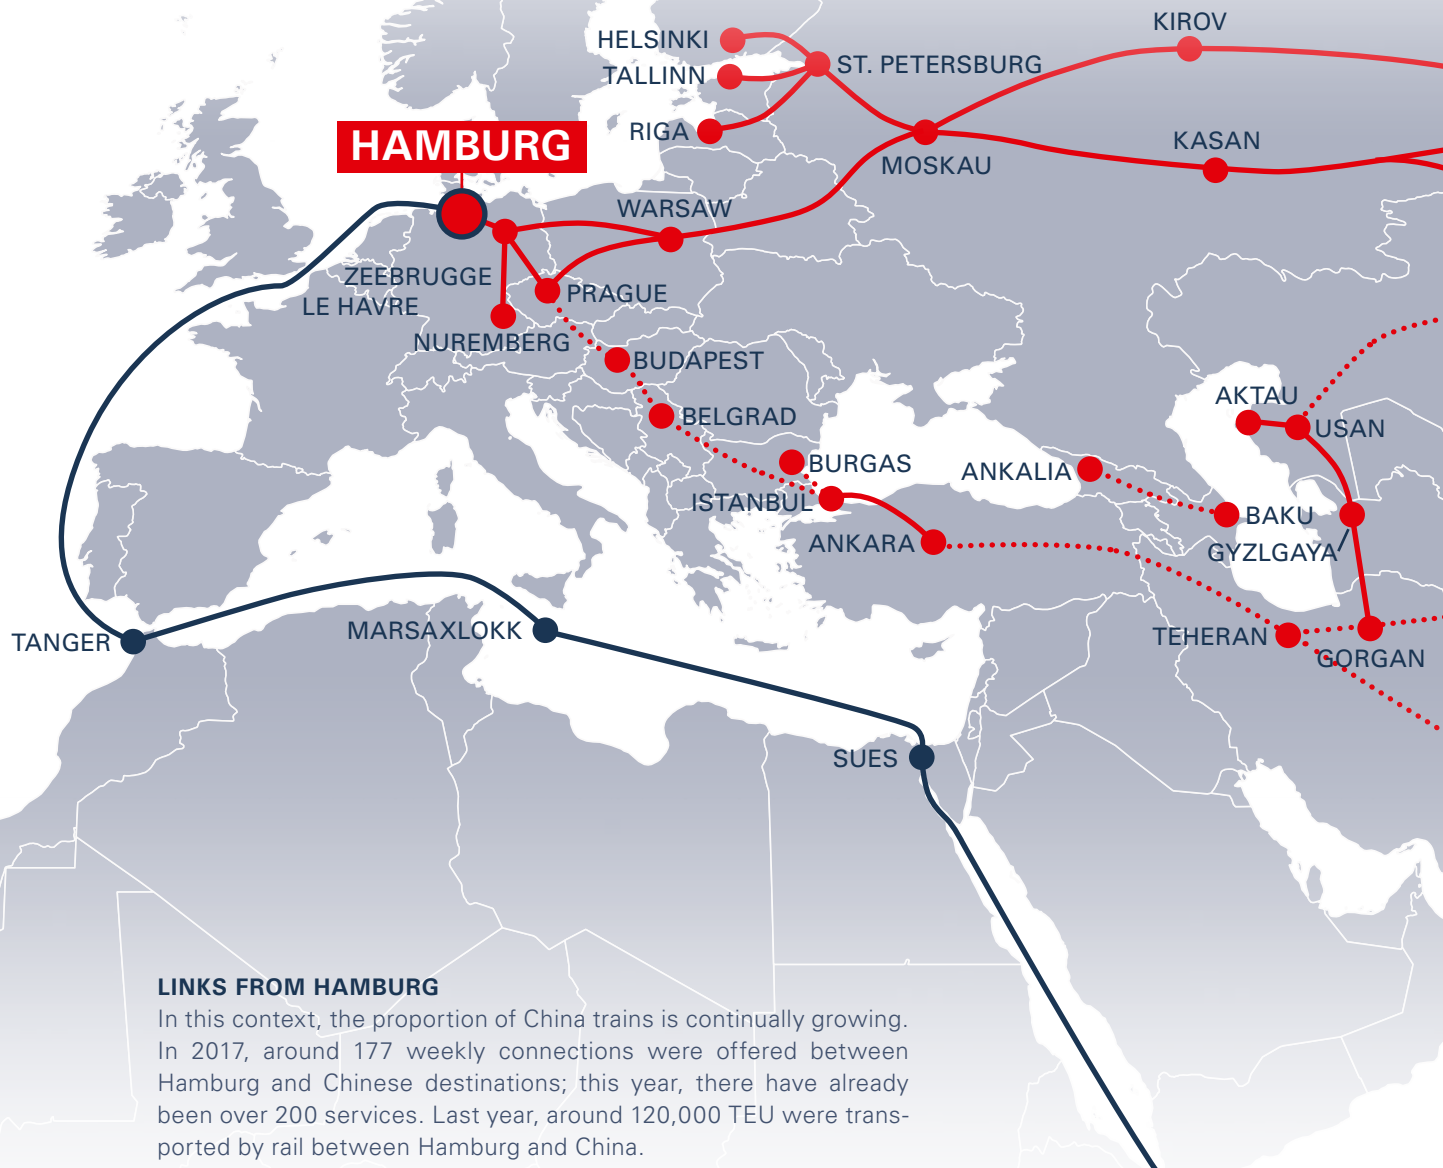 KIROV
HELSINKI
ST. PETERSBURG
TALLINN
RIGA
HAMBURG
KASAN
MOSKAU
WARSAW
ZEEBRUGGE
PRAGUE
LE HAVRE
NUREMBERG
BUDAPEST
AKTAU
BELGRAD
USAN
BURGAS
ANKALIA
ISTANBUL
BAKU
ANKARA
GYZLGAYA
TANGER
MARSAXLOKK
TEHERAN
GORGAN
SUES
LINKS FROM HAMBURG
In this context, the proportion of China trains is continually growing.
In 2017, around 177 weekly connections were offered between
Hamburg and Chinese destinations; this year, there have already
been over 200 services. Last year, around 120,000 TEU were trans-
ported by rail between Hamburg and China.